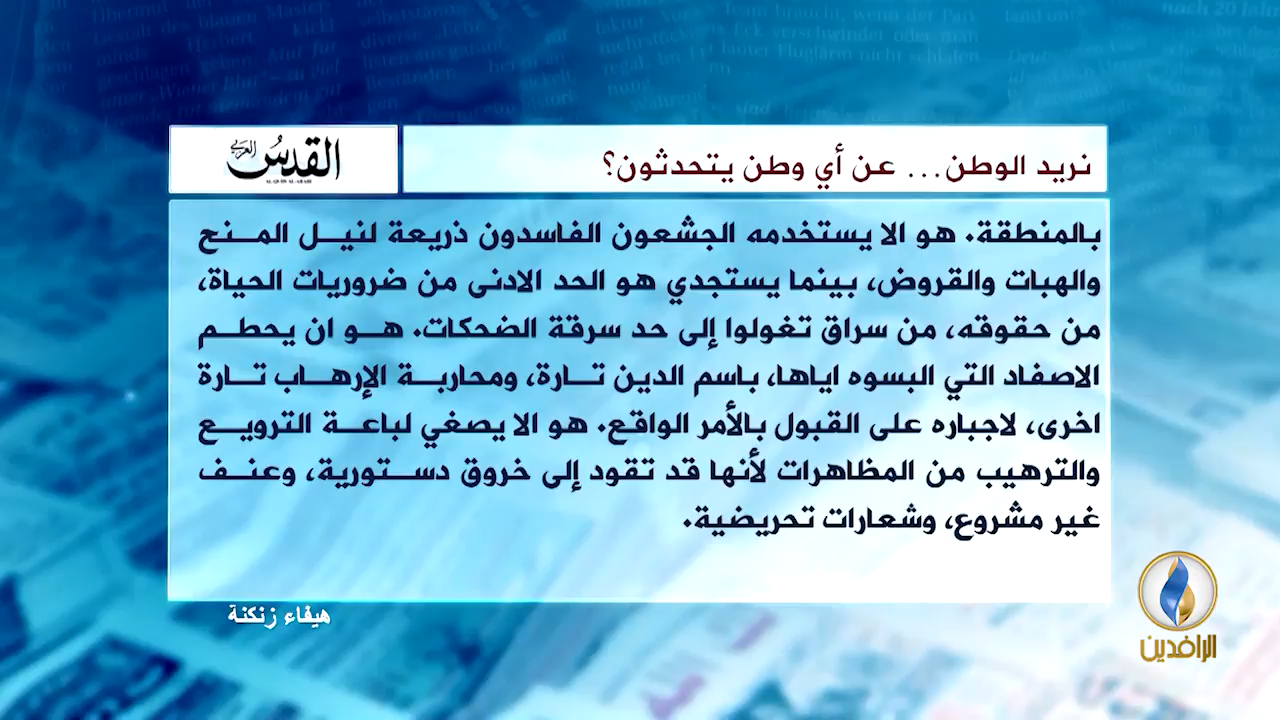 القدس العربي
AL-QUDS AL-ARABI
نريد الوطن... عن أي وطن يتحدثون؟
بالمنطقة. هو الا يستخدمه الجشعون الفاسدون ذريعة لنيل المنح
والهبات والقروض، بينما يستجدي هو الحد الادنى من ضروريات الحياة،
من حقوقه، من سراق تغولوا إلى حد سرقة الضحكات. هو ان يحطم
الاصفاد التي البسوه اياها، باسم الدين تارة، ومحاربة الإرهاب تارة
اخرى، لاجباره على القبول بالأمر الواقع. هو الا يصغي لباعة الترويع
والترهيب من المظاهرات لأنها قد تقود إلى خروق دستورية، وعنف
غير مشروع، وشعارات تحريضية.
هيفاء زنكنة
الرافدين